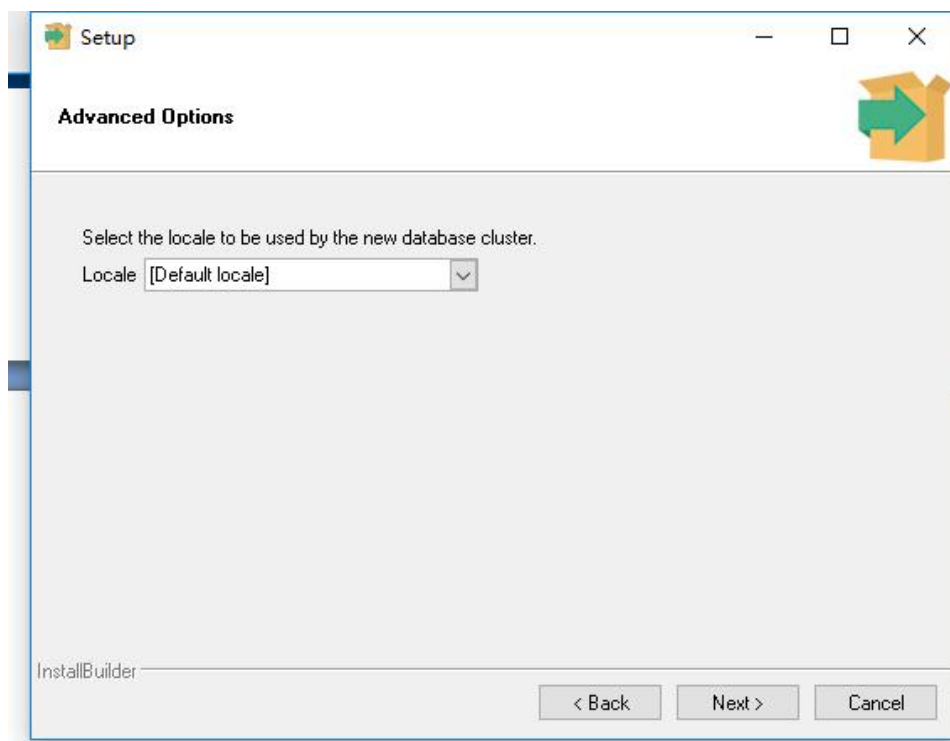 Setup
Advanced Options
Select the locale to be used by the new database cluster.
Locale [Default locale]
InstallBuilder
< Back Next > Cancel